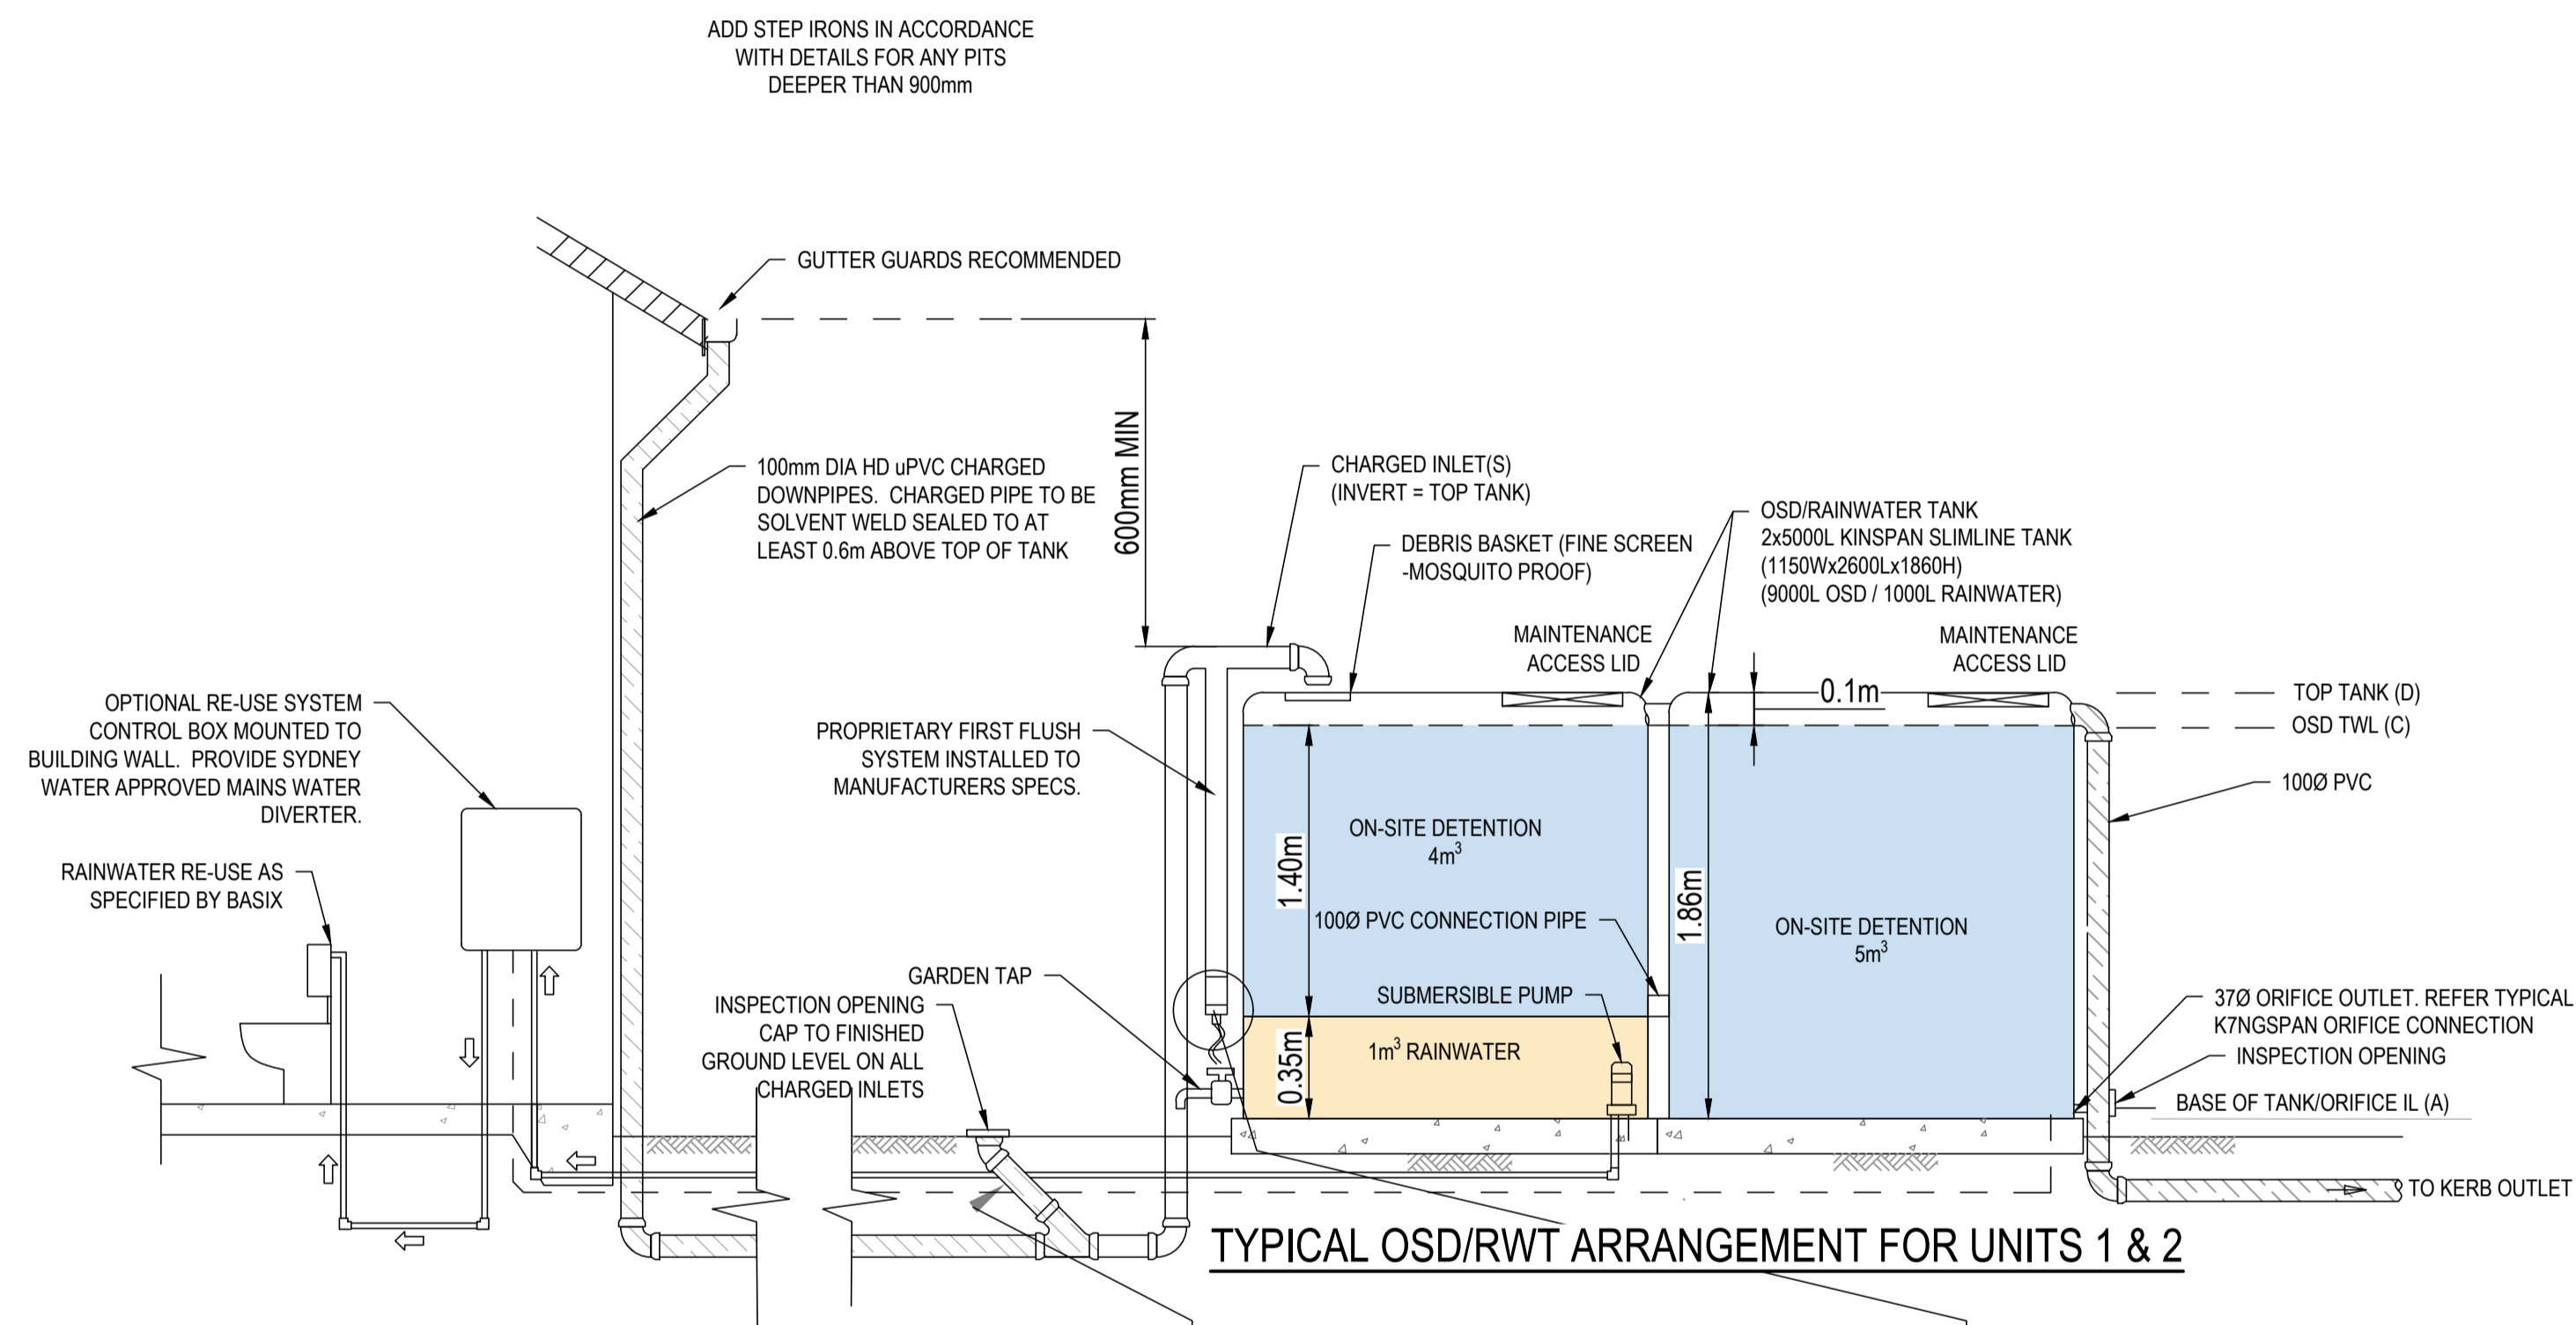 ADD STEP IRONS IN ACCORDANCE
WITH DETAILS FOR ANY PITS
DEEPER THAN 900mm
GUTTER GUARDS RECOMMENDED
600mm MIN
100mm DIA HD uPVC CHARGED
DOWNPIPES. CHARGED PIPE TO BE
SOLVENT WELD SEALED TO AT
LEAST 0.6m ABOVE TOP OF TANK
CHARGED INLET(S)
(INVERT = TOP TANK)
DEBRIS BASKET (FINE SCREEN
-MOSQUITO PROOF)
OSD/RAINWATER TANK
2x5000L KINSPAN SLIMLINE TANK
(1150Wx2600Lx1860H)
(9000L OSD / 1000L RAINWATER)
MAINTENANCE
ACCESS LID
MAINTENANCE
ACCESS LID
0.1m
TOP TANK (D)
OSD TWL (C)
100Ø PVC
OPTIONAL RE-USE SYSTEM
CONTROL BOX MOUNTED TO
BUILDING WALL. PROVIDE SYDNEY
WATER APPROVED MAINS WATER
DIVERTER.
PROPRIETARY FIRST FLUSH
SYSTEM INSTALLED TO
MANUFACTURERS SPECS.
RAINWATER RE-USE AS
SPECIFIED BY BASIX
ON-SITE DETENTION
4m³
1.40m
1.86m
100Ø PVC CONNECTION PIPE
ON-SITE DETENTION
5m³
GARDEN TAP
SUBMERSIBLE PUMP
INSPECTION OPENING
CAP TO FINISHED
GROUND LEVEL ON ALL
CHARGED INLETS
0.35m
1m³ RAINWATER
37Ø ORIFICE OUTLET. REFER TYPICAL
K7NGSPAN ORIFICE CONNECTION
INSPECTION OPENING
BASE OF TANK/ORIFICE IL (A)
TO KERB OUTLET
TYPICAL OSD/RWT ARRANGEMENT FOR UNITS 1 & 2